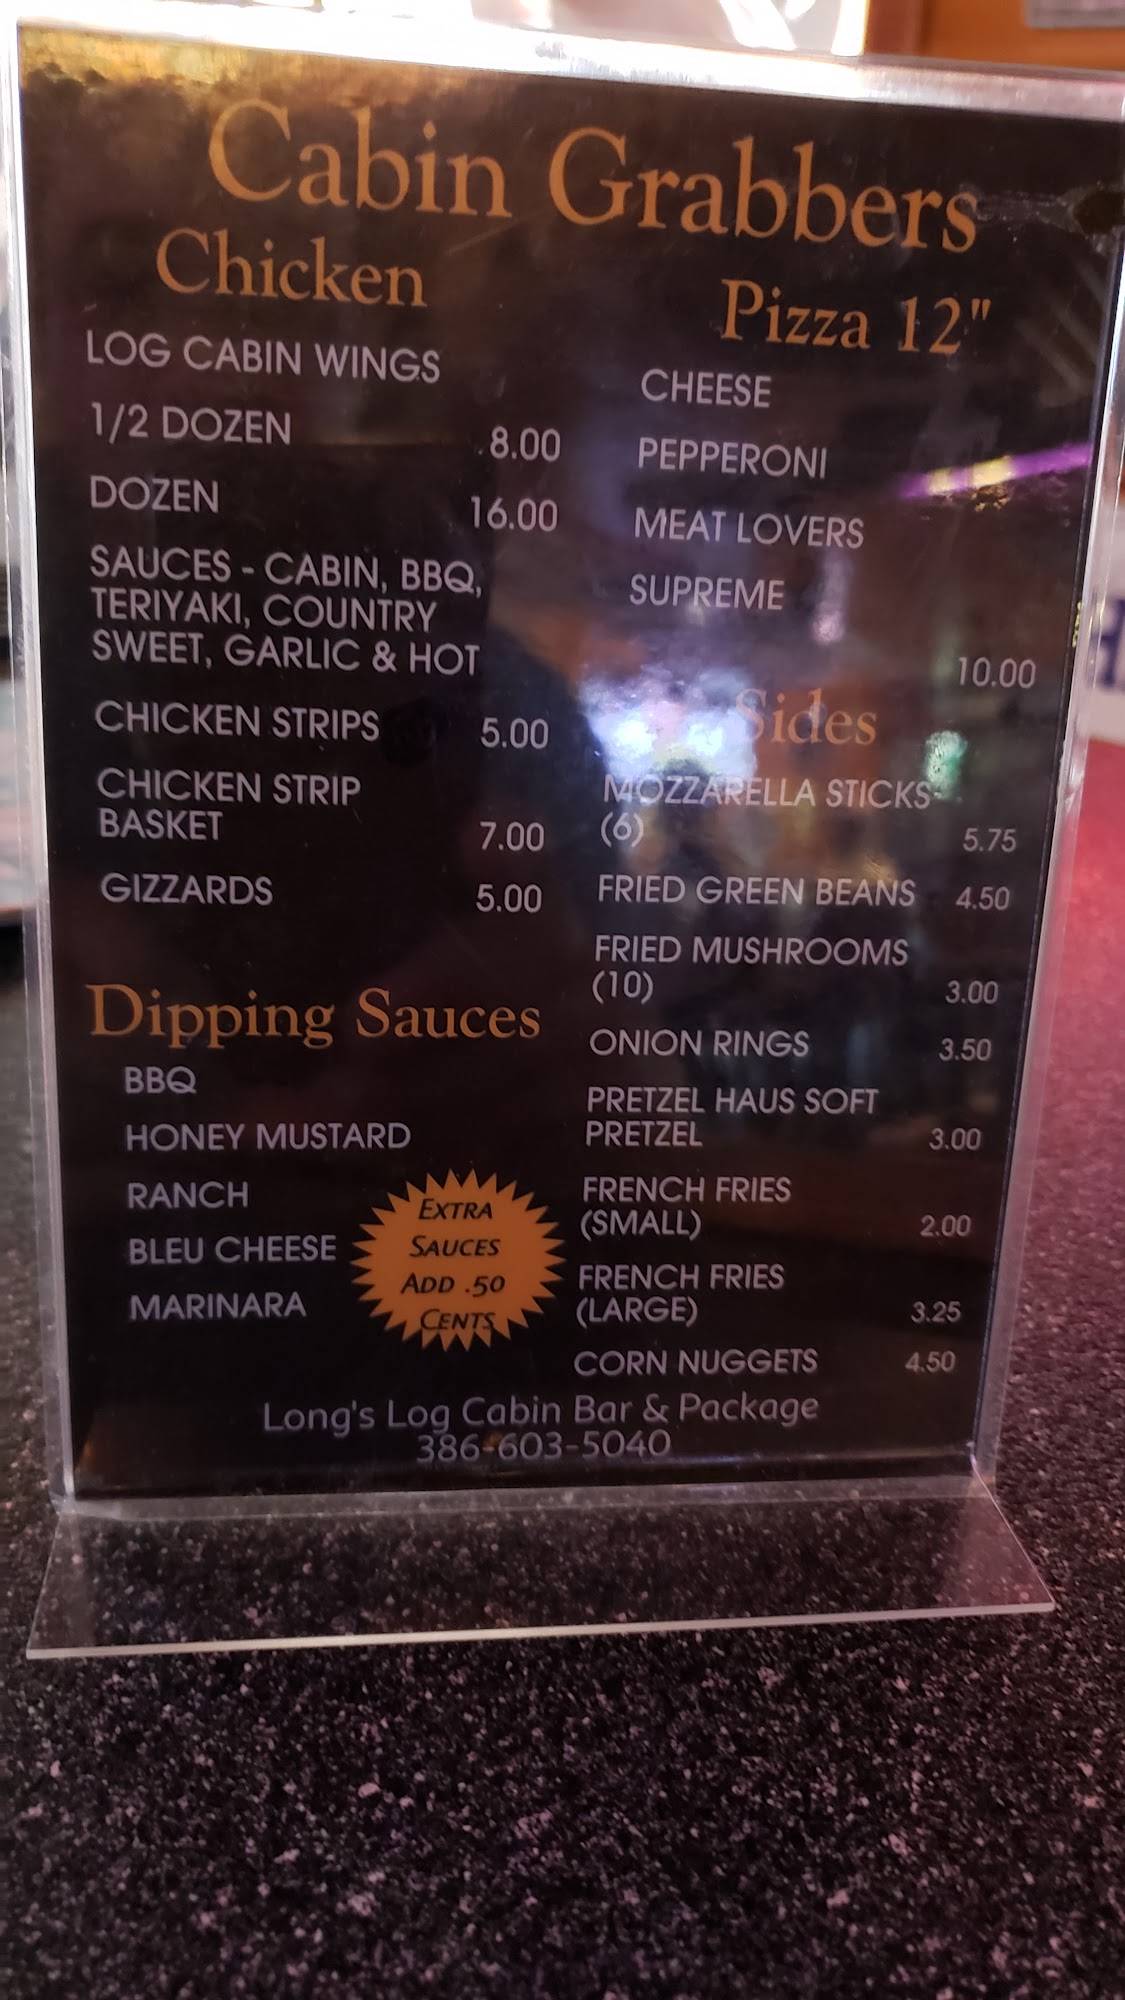 Cabin Grabbers
Chicken
LOG CABIN WINGS
1/2 DOZEN 8.00
DOZEN 16.00
SAUCES - CABIN, BBQ,
TERIYAKI, COUNTRY
SWEET, GARLIC & HOT
CHICKEN STRIPS 5.00
CHICKEN STRIP
BASKET 7.00
GIZZARDS 5.00
Dipping Sauces
BBQ
HONEY MUSTARD
RANCH
BLEU CHEESE
MARINARA
EXTRA
SAUCES
ADD .50
CENTS
Pizza 12"
CHEESE
PEPPERONI
MEAT LOVERS
SUPREME
10.00
Sides
MOZZARELLA STICKS
(6) 5.75
FRIED GREEN BEANS 4.50
FRIED MUSHROOMS
(10) 3.00
ONION RINGS 3.50
PRETZEL HAUS SOFT
PRETZEL 3.00
FRENCH FRIES
(SMALL) 2.00
FRENCH FRIES
(LARGE) 3.25
CORN NUGGETS 4.50
Long's Log Cabin Bar & Package
386-603-5040